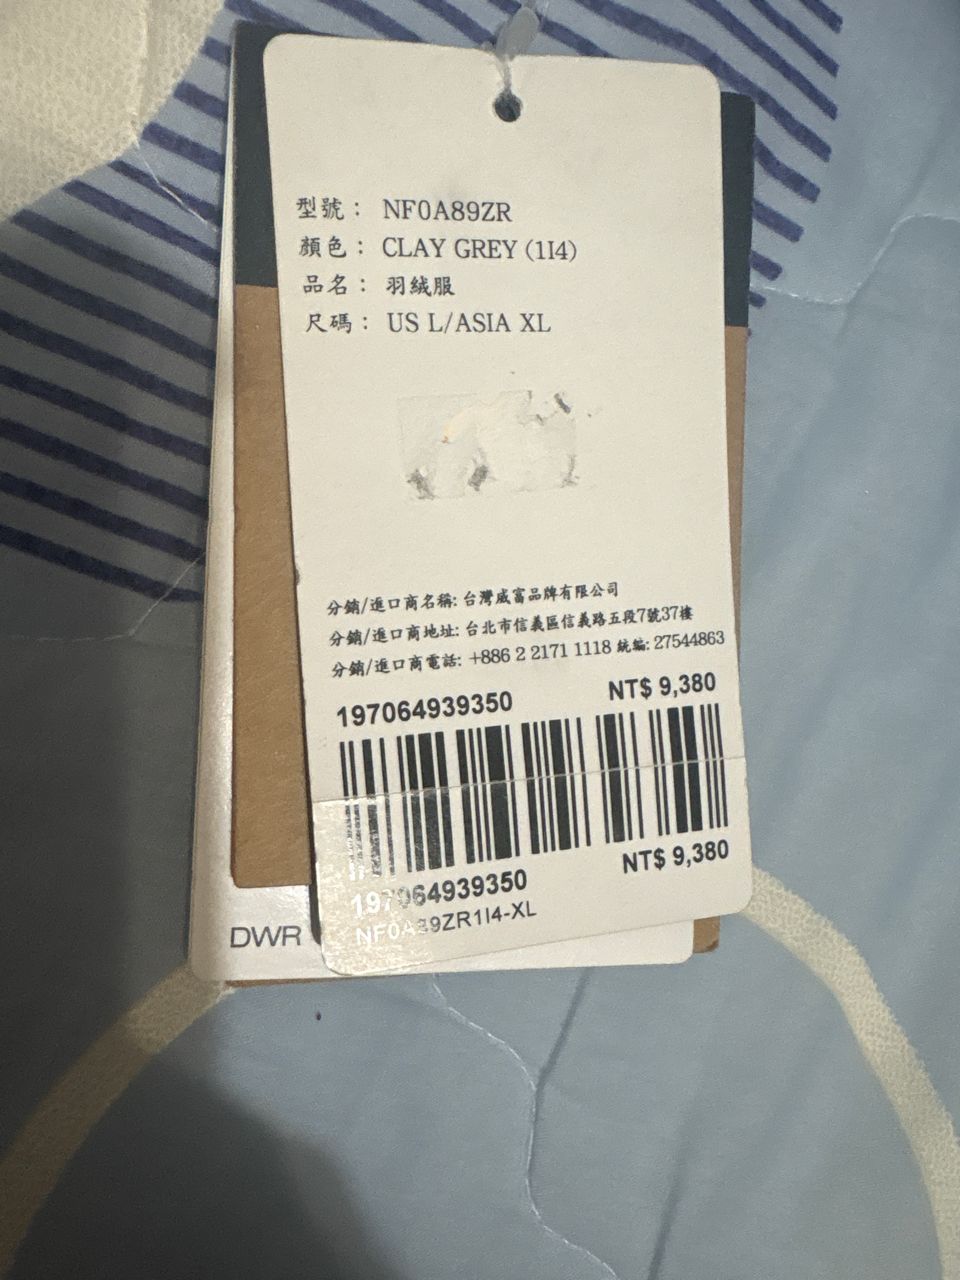 型號： NF0A89ZR
顏色： CLAY GREY (1I4)
品名： 羽絨服
尺碼： US L/ASIA XL
分銷/進口商名稱: 台灣威富品牌有限公司
分銷/進口商地址: 台北市信義區信義路五段7號37樓
分銷/進口商電話: +886 2 2171 1118 統編: 27544863
197064939350 NT$ 9,380
197064939350 NT$ 9,380
NF0A89ZR1I4-XL
DWR